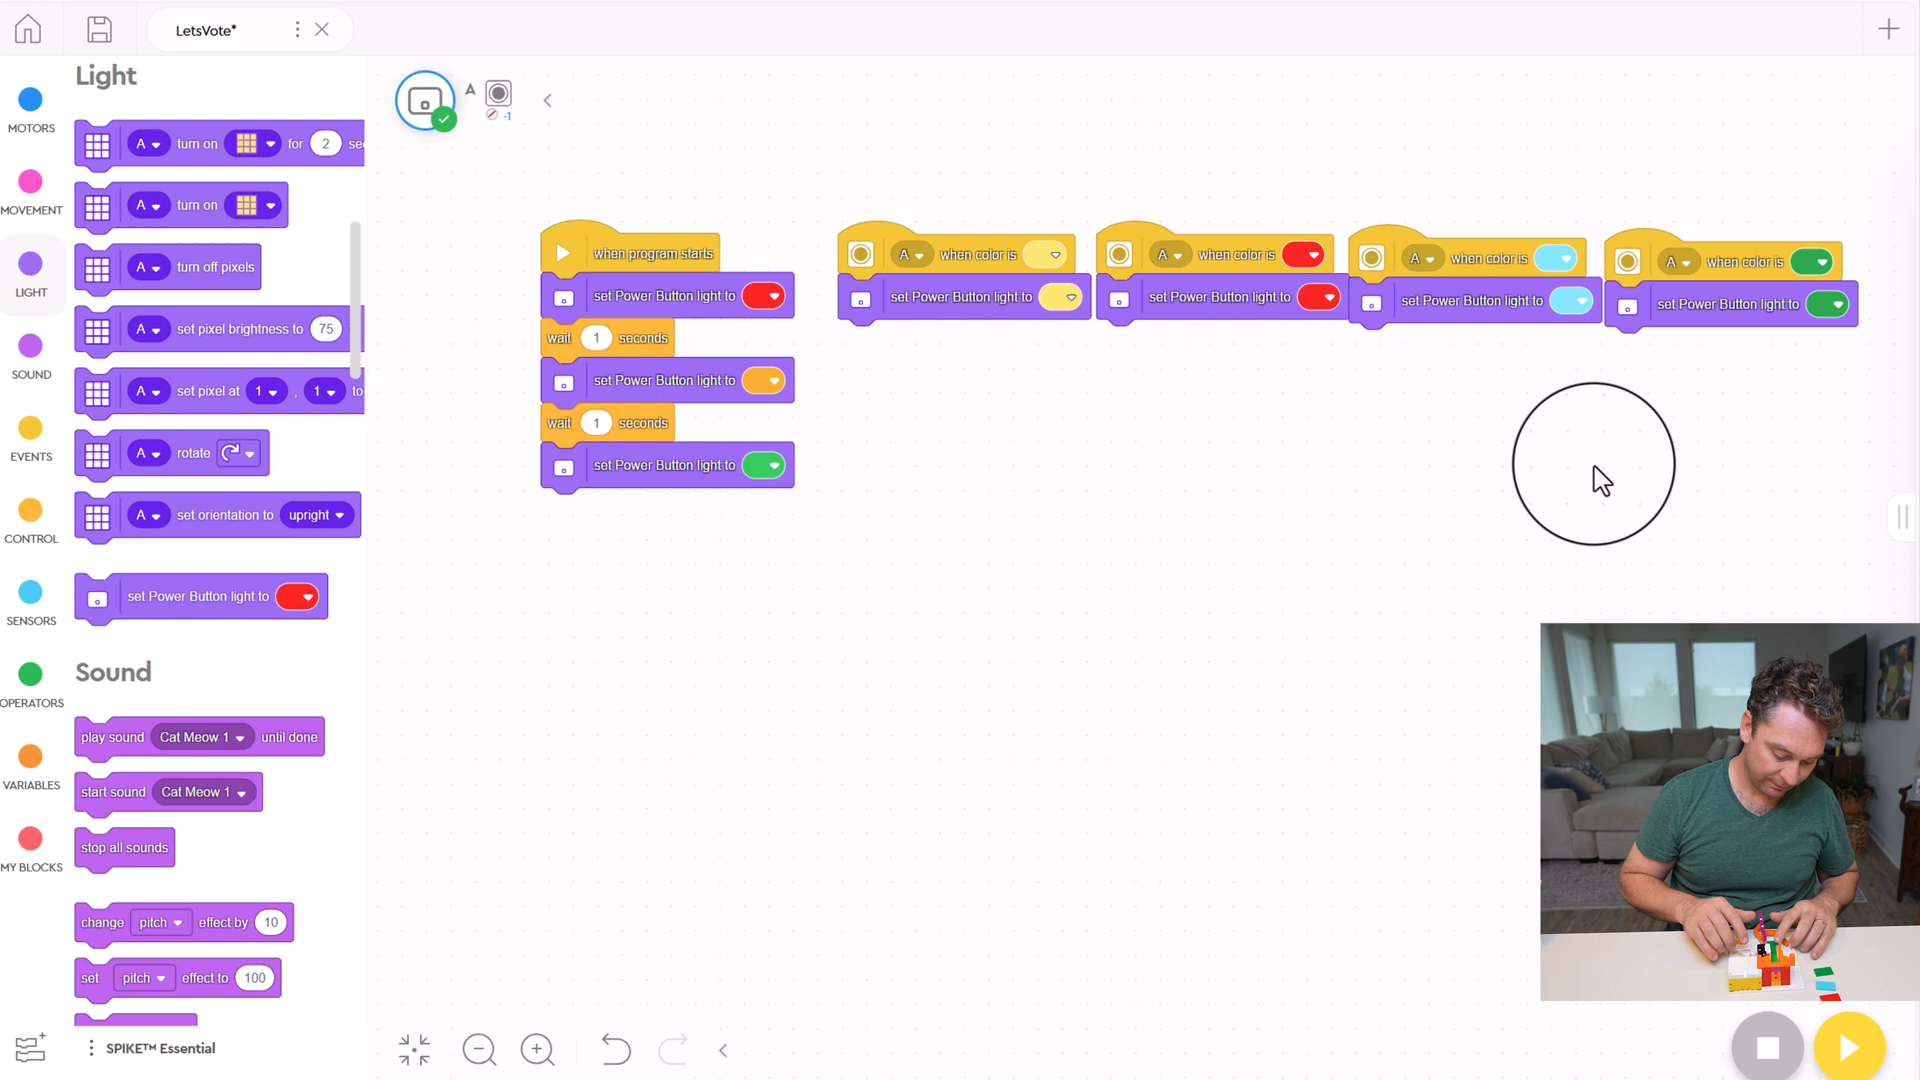 LetsVote*
Light
MOTORS
MOVEMENT
LIGHT
SOUND
EVENTS
CONTROL
SENSORS
OPERATORS
VARIABLES
MY BLOCKS
A turn on for 2 se
A turn on
A turn off pixels
A set pixel brightness to 75
A set pixel at 1 , 1 to
A rotate
A set orientation to upright
set Power Button light to
Sound
play sound Cat Meow 1 until done
start sound Cat Meow 1
stop all sounds
change pitch effect by 10
set pitch effect to 100
SPIKE™ Essential
A
-1
when program starts
set Power Button light to
wait 1 seconds
set Power Button light to
wait 1 seconds
set Power Button light to
A when color is
set Power Button light to
A when color is
set Power Button light to
A when color is
set Power Button light to
A when color is
set Power Button light to